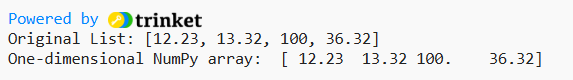 Powered by trinket
Original List: [12.23, 13.32, 100, 36.32]
One-dimensional NumPy array:  [ 12.23  13.32 100.    36.32]